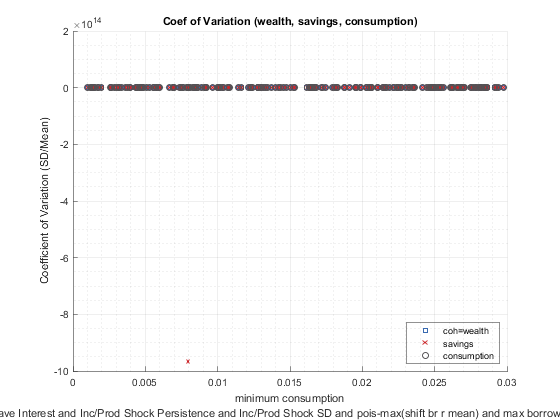 Coef of Variation (wealth, savings, consumption)
×10^14
2
0
-2
-4
-6
-8
-10
Coefficient of Variation (SD/Mean)
0 0.005 0.01 0.015 0.02 0.025 0.03
coh=wealth
savings
consumption
minimum consumption
ave Interest and Inc/Prod Shock Persistence and Inc/Prod Shock SD and pois-max(shift br r mean) and max borrow